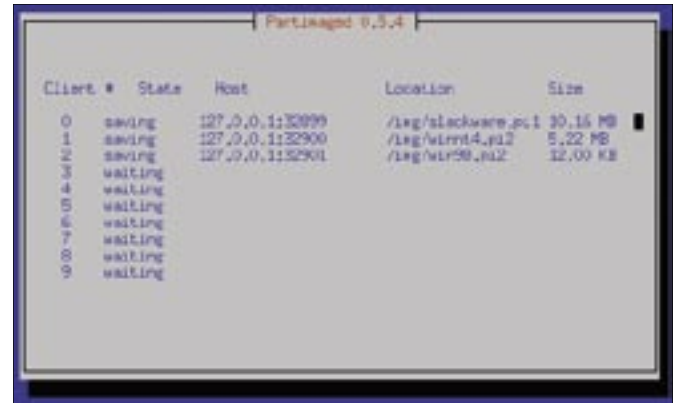 Partimaged 0.5.4
Client # State Host Location Size
0 saving 127.0.0.1:32899 /img/slackware.pi1 10.16 MB
1 saving 127.0.0.1:32900 /img/winnt4.pi2 5.22 MB
2 saving 127.0.0.1:32901 /img/win98.pi2 12.00 KB
3 waiting
4 waiting
5 waiting
6 waiting
7 waiting
8 waiting
9 waiting